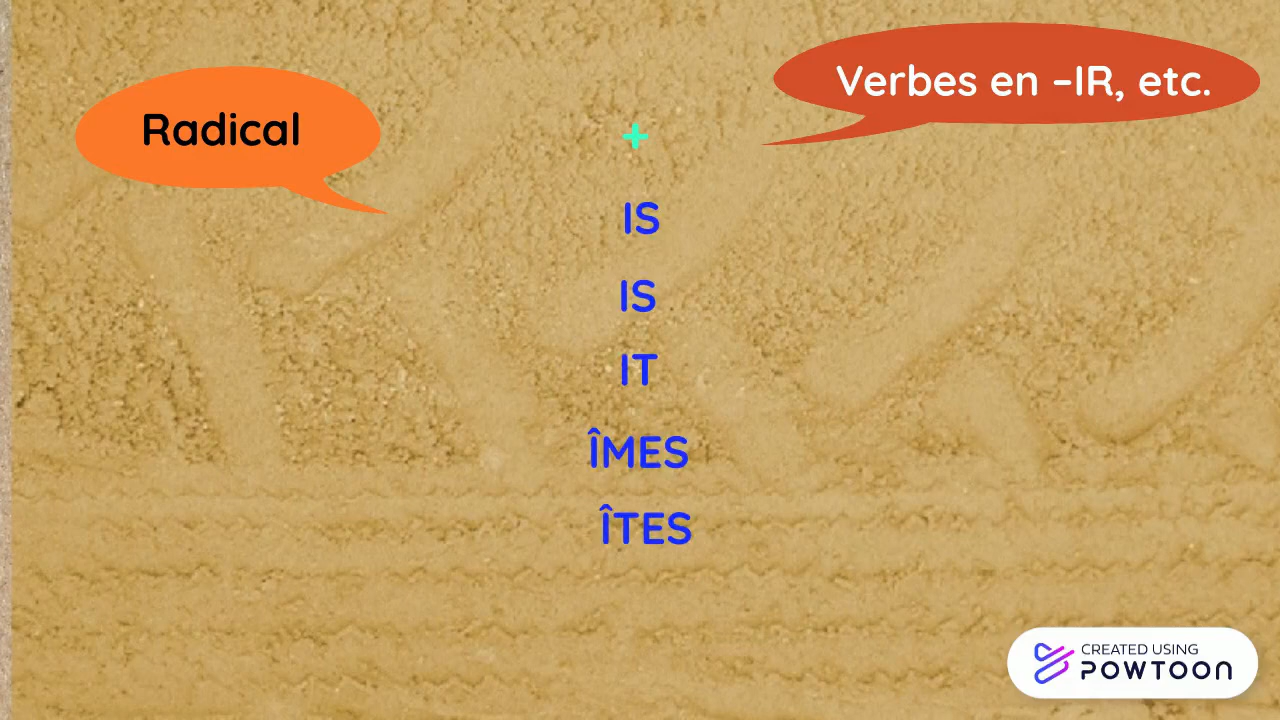 Radical
Verbes en –IR, etc.
+
IS
IS
IT
ÎMES
ÎTES
CREATED USING
POWTOON